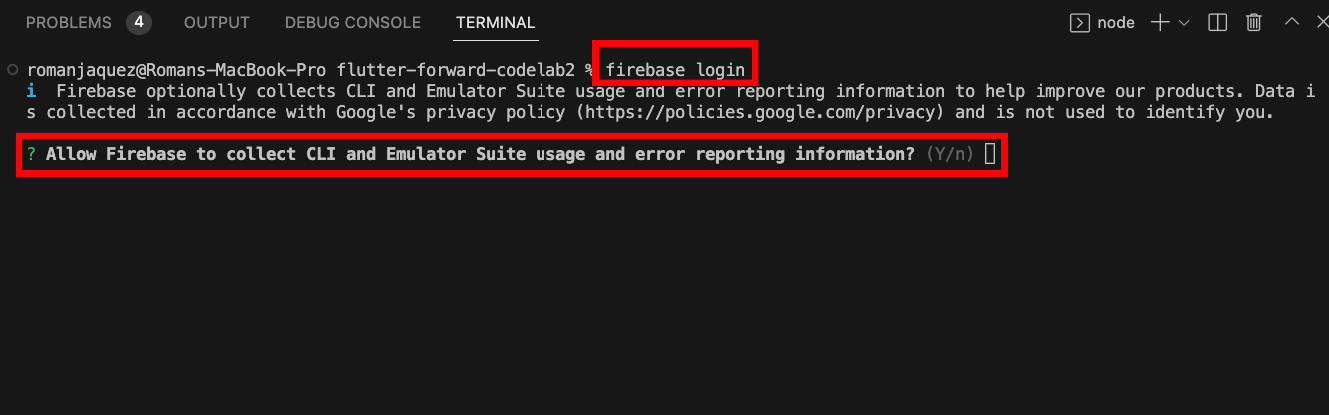 PROBLEMS 4 OUTPUT DEBUG CONSOLE TERMINAL node
romanjaquez@Romans-MacBook-Pro flutter-forward-codelab2 % firebase login
i Firebase optionally collects CLI and Emulator Suite usage and error reporting information to help improve our products. Data i
s collected in accordance with Google's privacy policy (https://policies.google.com/privacy) and is not used to identify you.
? Allow Firebase to collect CLI and Emulator Suite usage and error reporting information? (Y/n)